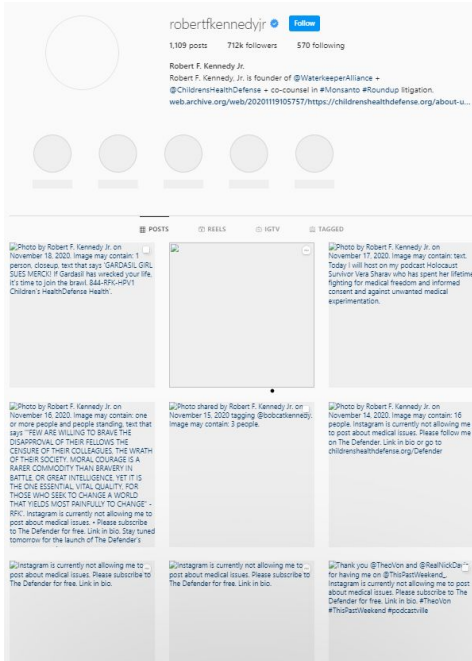 robertfkennedyjr Follow
1,109 posts 712k followers 570 following
Robert F. Kennedy Jr.
Robert F. Kennedy, Jr. is founder of @WaterkeeperAlliance +
@ChildrensHealthDefense + co-counsel in #Monsanto #Roundup litigation.
web.archive.org/web/20201119105757/https://childrenshealthdefense.org/about-u...
POSTS REELS IGTV TAGGED
Photo by Robert F. Kennedy Jr. on
November 18, 2020. Image may contain: 1
person, closeup, text that says 'GARDASIL GIRL
SUES MERCK! If Gardasil has wrecked your life,
it's time to join the brawl. 844-RFK-HPV1
Children's HealthDefense Health'.
Photo by Robert F. Kennedy Jr. on
November 17, 2020. Image may contain: text.
Today I will host on my podcast Holocaust
Survivor Vera Sharav who has spent her lifetime
fighting for medical freedom and informed
consent and against unwanted medical
experimentation.
Photo by Robert F. Kennedy Jr. on
November 16, 2020. Image may contain: one
or more people and people standing, text that
says '"FEW ARE WILLING TO BRAVE THE
DISAPPROVAL OF THEIR FELLOWS THE
CENSURE OF THEIR COLLEAGUES, THE WRATH
OF THEIR SOCIETY. MORAL COURAGE IS A
RARER COMMODITY THAN BRAVERY IN
BATTLE, OR GREAT INTELLIGENCE, YET IT IS
THE ONE ESSENTIAL, VITAL QUALITY, FOR
THOSE WHO SEEK TO CHANGE A WORLD
THAT YIELDS MOST PAINFULLY TO CHANGE" -
RFK'. Instagram is currently not allowing me to
post about medical issues. • Please subscribe
to The Defender for free. Link in bio. Stay tuned
tomorrow for the launch of The Defender's
Photo shared by Robert F. Kennedy Jr. on
November 15, 2020 tagging @bobcatkennedy.
Image may contain: 3 people.
Photo by Robert F. Kennedy Jr. on
November 14, 2020. Image may contain: 16
people. Instagram is currently not allowing me
to post about medical issues. Please follow me
on The Defender. Link in bio or go to
childrenshealthdefense.org/Defender
Instagram is currently not allowing me to
post about medical issues. Please subscribe to
The Defender for free. Link in bio.
Instagram is currently not allowing me to
post about medical issues. Please subscribe to
The Defender for free. Link in bio.
Thank you @TheoVon and @RealNickDavis
for having me on @ThisPastWeekend_.
Instagram is currently not allowing me to post
about medical issues. Please subscribe to The
Defender for free. Link in bio. #TheoVon
#ThisPastWeekend #podcastville